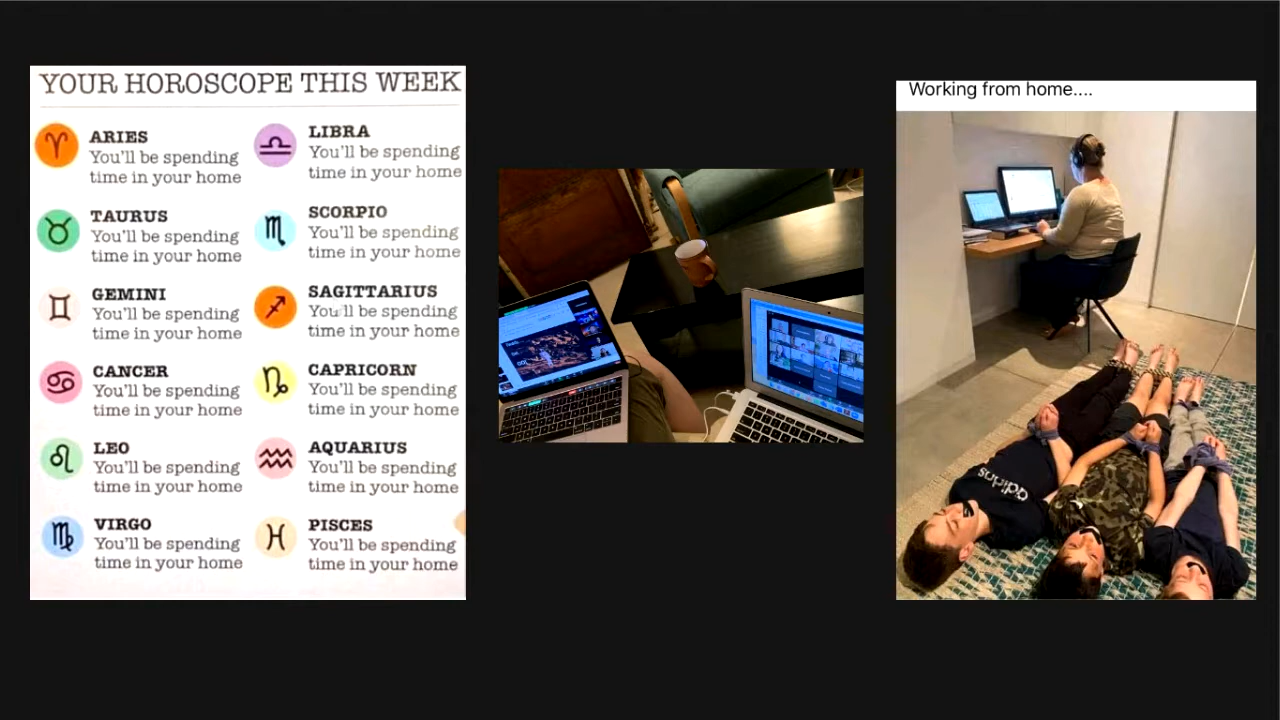 YOUR HOROSCOPE THIS WEEK
ARIES
You'll be spending
time in your home
TAURUS
You'll be spending
time in your home
GEMINI
You'll be spending
time in your home
CANCER
You'll be spending
time in your home
LEO
You'll be spending
time in your home
VIRGO
You'll be spending
time in your home
LIBRA
You'll be spending
time in your home
SCORPIO
You'll be spending
time in your home
SAGITTARIUS
You'll be spending
time in your home
CAPRICORN
You'll be spending
time in your home
AQUARIUS
You'll be spending
time in your home
PISCES
You'll be spending
time in your home
Working from home....
adidas